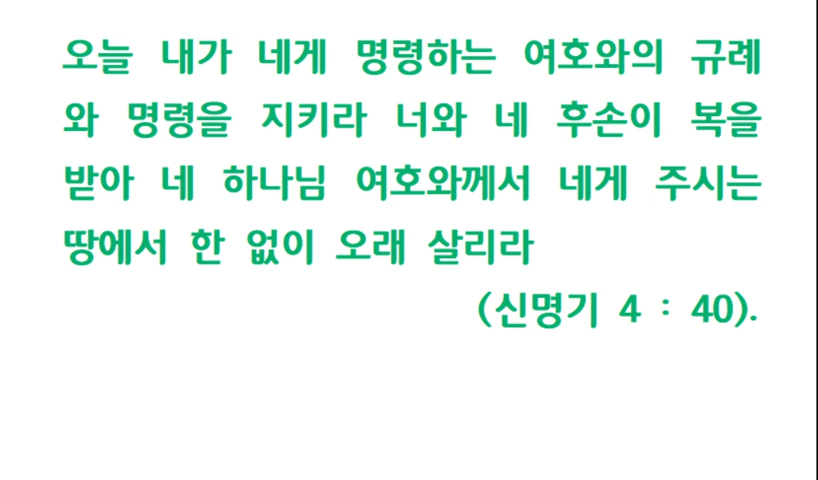 오늘 내가 네게 명령하는 여호와의 규례
와 명령을 지키라 너와 네 후손이 복을
받아 네 하나님 여호와께서 네게 주시는
땅에서 한 없이 오래 살리라
(신명기 4 : 40).